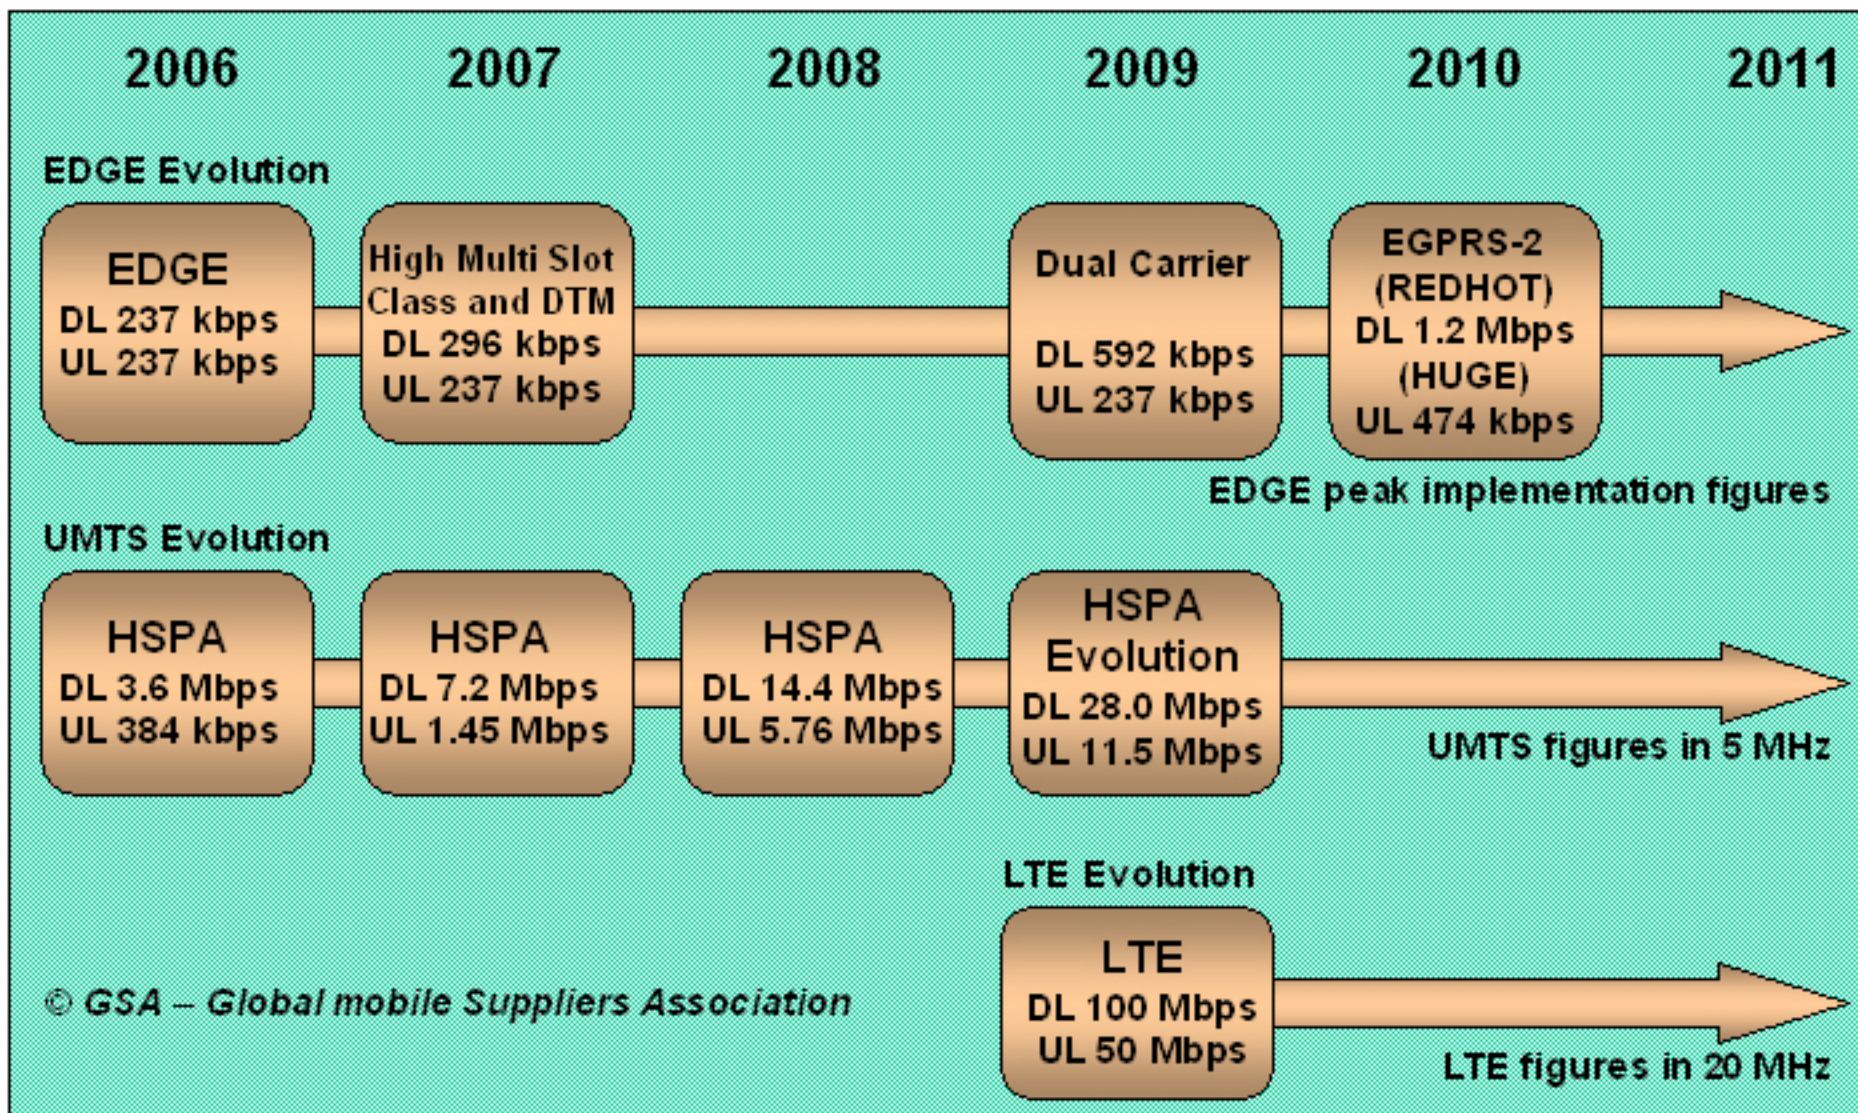 2006 2007 2008 2009 2010 2011
EDGE Evolution
EDGE
DL 237 kbps
UL 237 kbps
High Multi Slot
Class and DTM
DL 296 kbps
UL 237 kbps
Dual Carrier
DL 592 kbps
UL 237 kbps
EGPRS-2
(REDHOT)
DL 1.2 Mbps
(HUGE)
UL 474 kbps
EDGE peak implementation figures
UMTS Evolution
HSPA
DL 3.6 Mbps
UL 384 kbps
HSPA
DL 7.2 Mbps
UL 1.45 Mbps
HSPA
DL 14.4 Mbps
UL 5.76 Mbps
HSPA
Evolution
DL 28.0 Mbps
UL 11.5 Mbps
UMTS figures in 5 MHz
LTE Evolution
LTE
DL 100 Mbps
UL 50 Mbps
LTE figures in 20 MHz
© GSA – Global mobile Suppliers Association